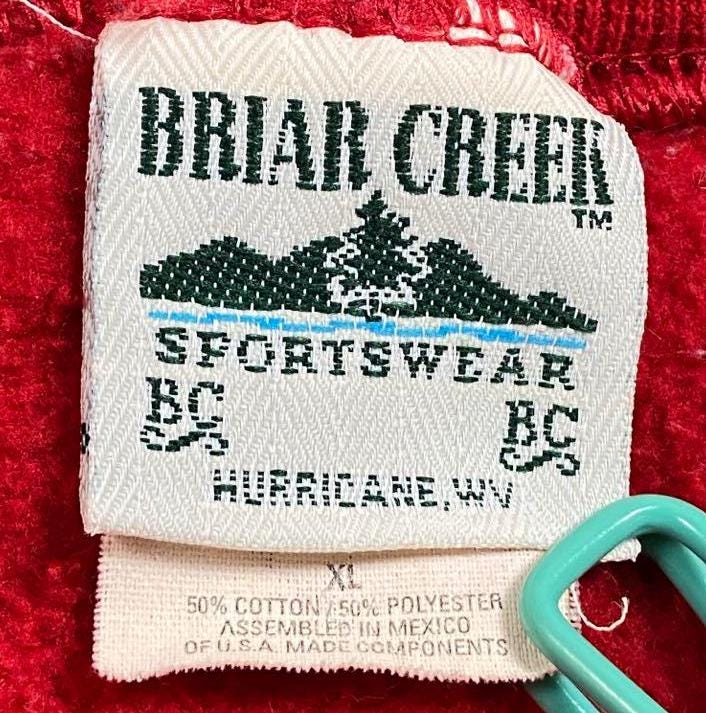 BRIAR CREEK
TM
SPORTSWEAR
BC BC
HURRICANE, WV
XL
50% COTTON / 50% POLYESTER
ASSEMBLED IN MEXICO
OF U.S.A. MADE COMPONENTS